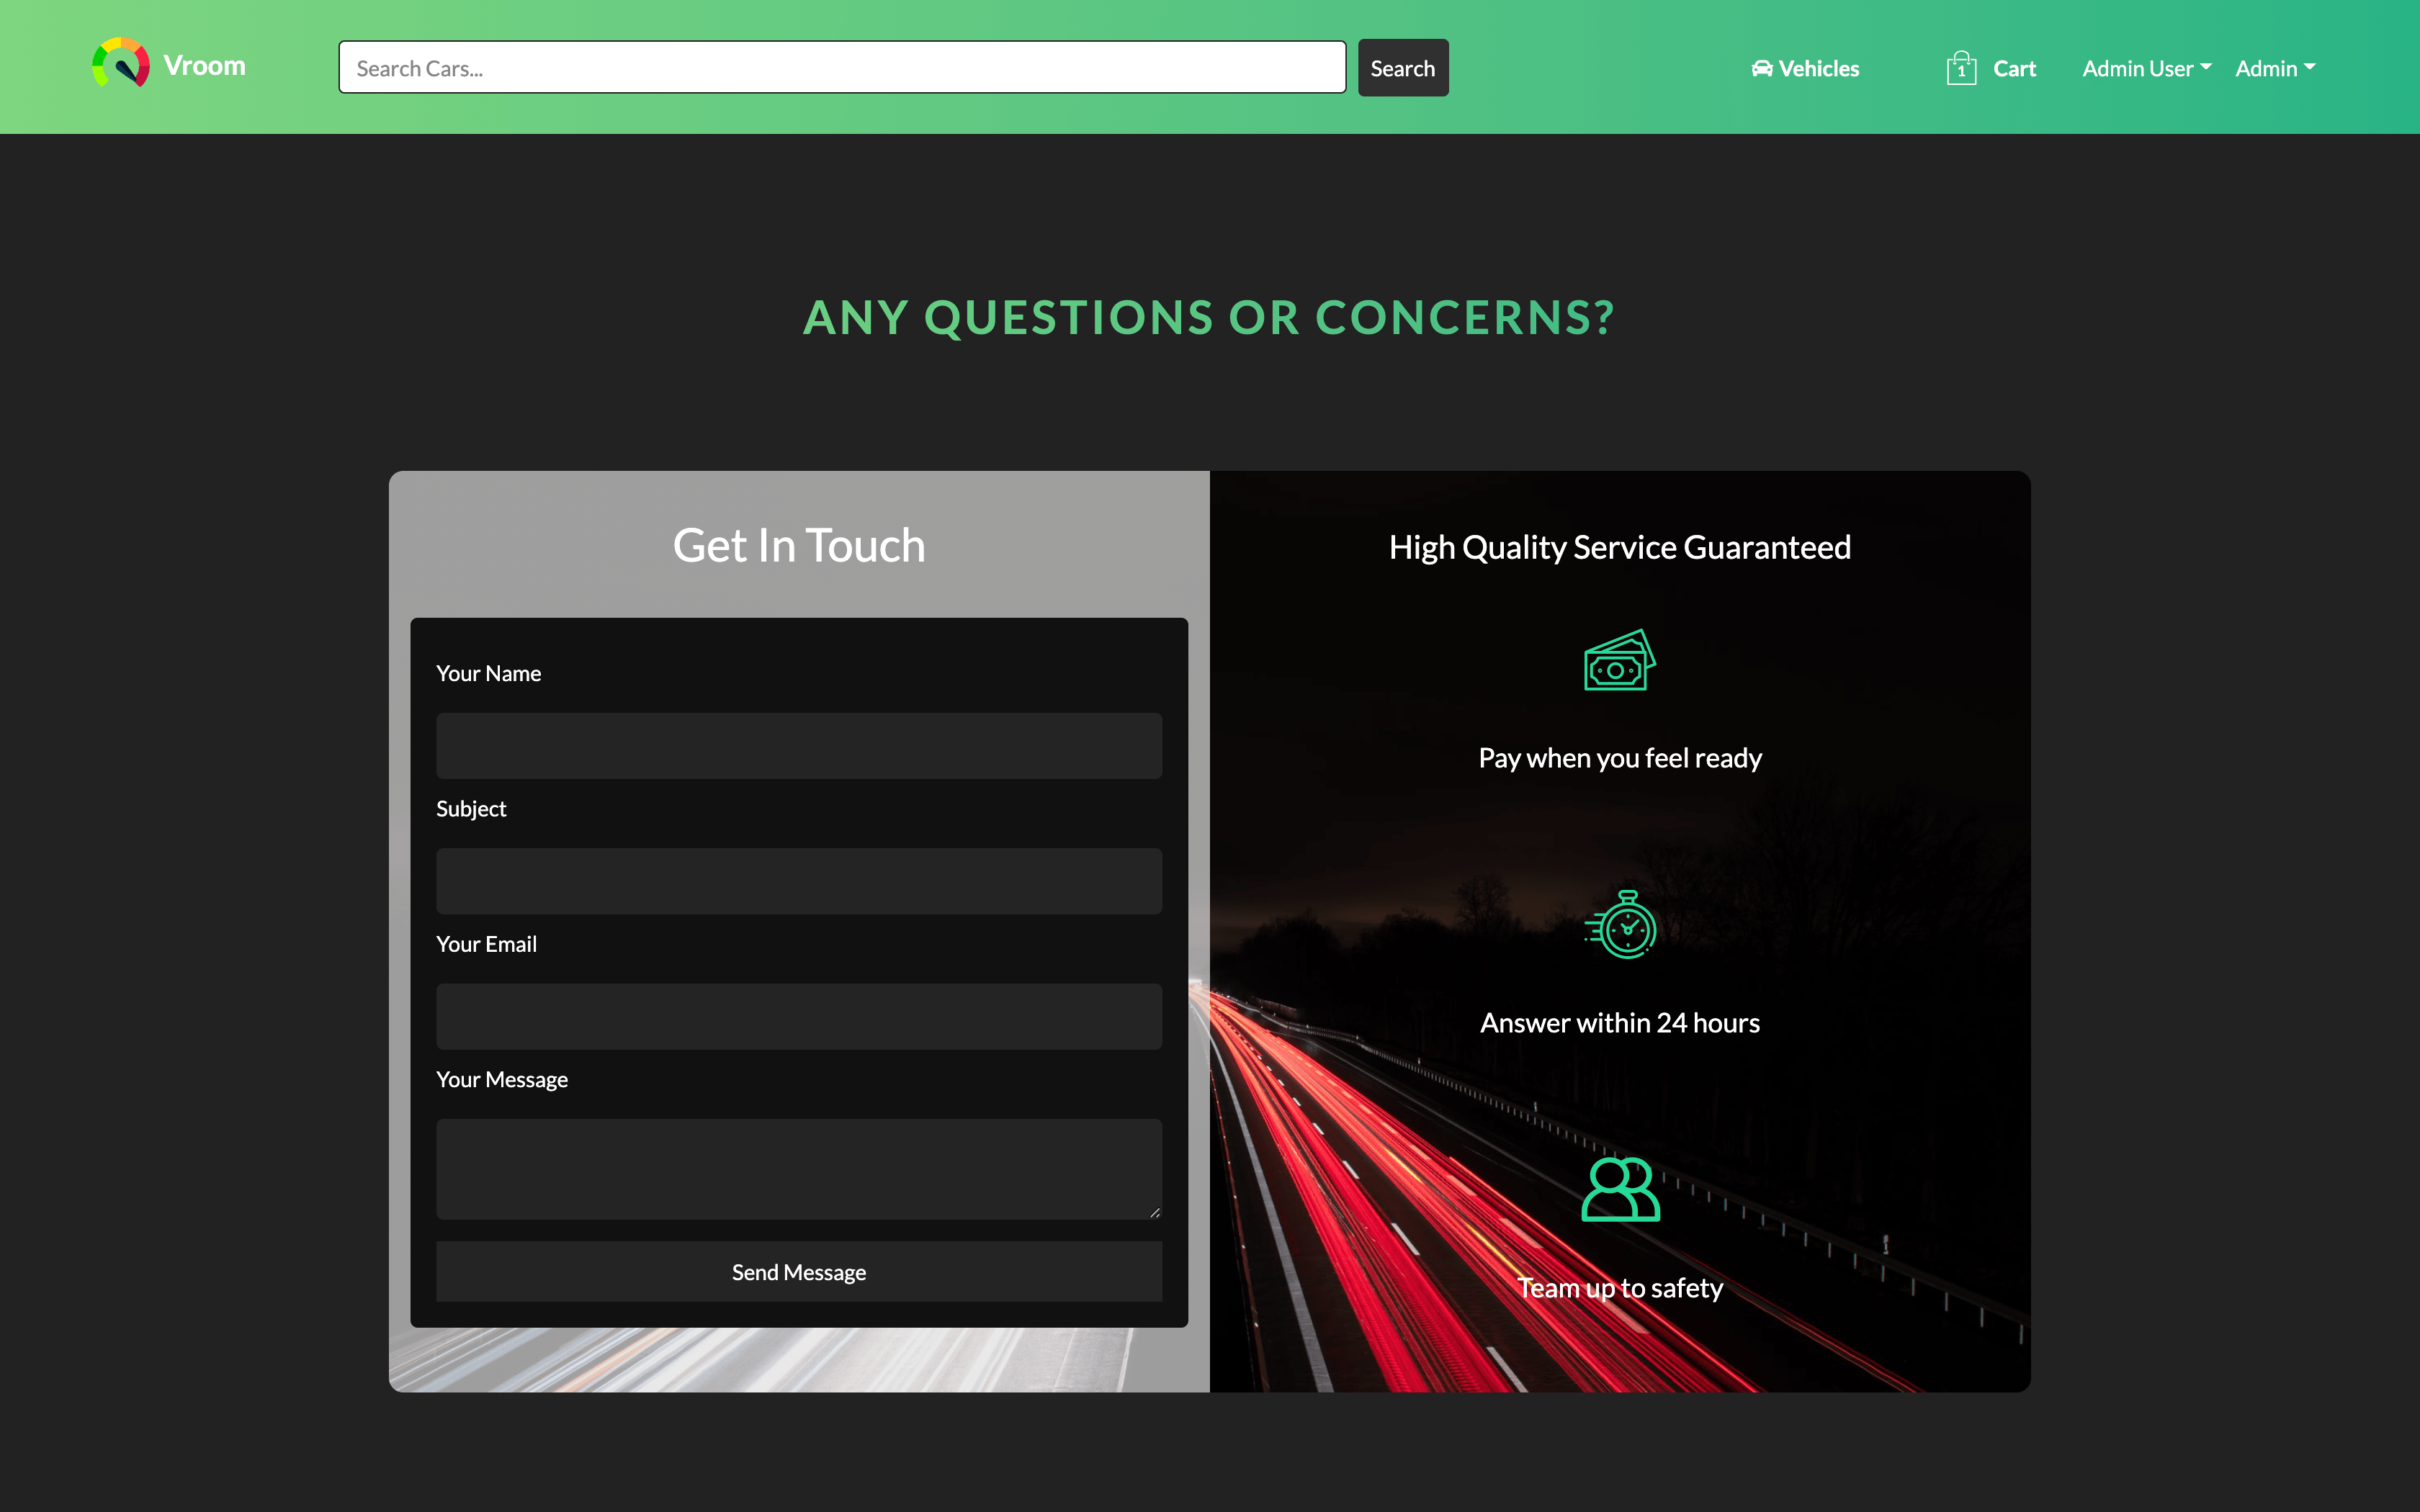 Vroom
Search Cars...
Search
Vehicles
1
Cart
Admin User
Admin
ANY QUESTIONS OR CONCERNS?
Get In Touch
Your Name
Subject
Your Email
Your Message
Send Message
High Quality Service Guaranteed
Pay when you feel ready
Answer within 24 hours
Team up to safety